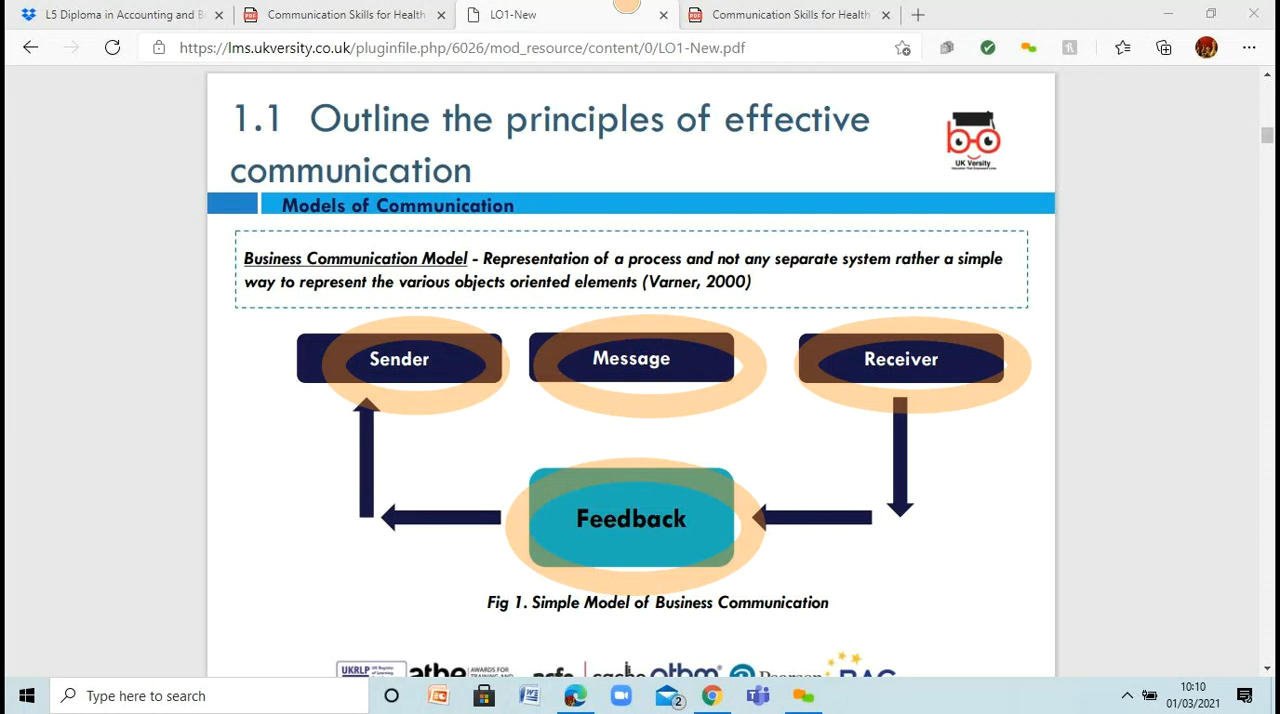 L5 Diploma in Accounting and B
Communication Skills for Health
LO1-New
Communication Skills for Health
https://lms.ukversity.co.uk/pluginfile.php/6026/mod_resource/content/0/LO1-New.pdf
1.1 Outline the principles of effective
communication
UK Versity
Models of Communication
Business Communication Model - Representation of a process and not any separate system rather a simple
way to represent the various objects oriented elements (Varner, 2000)
Sender
Message
Receiver
Feedback
Fig 1. Simple Model of Business Communication
UKRLP
Type here to search
2
10:10
01/03/2021